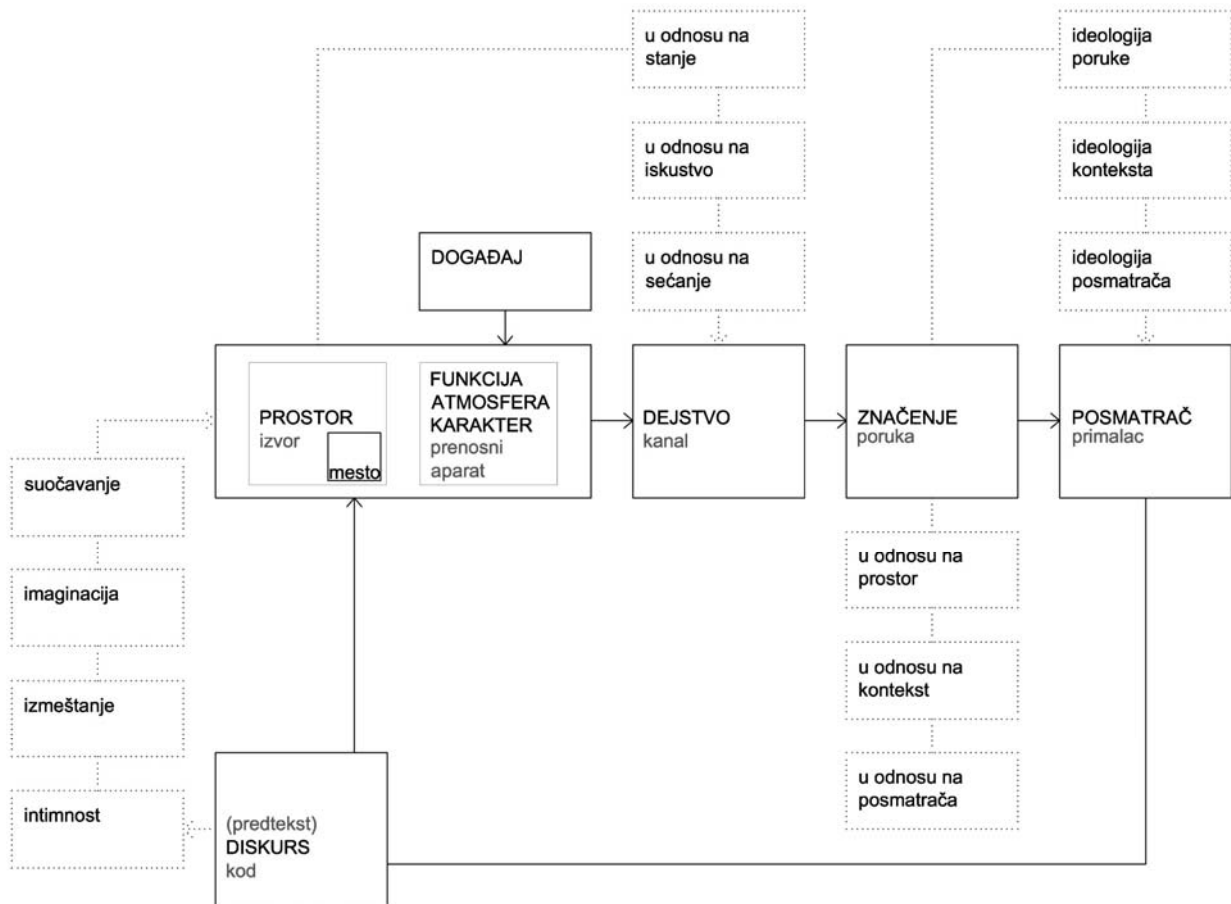 u odnosu na
stanje
ideologija
poruke
u odnosu na
iskustvo
ideologija
konteksta
DOGAĐAJ
u odnosu na
sećanje
ideologija
posmatrača
PROSTOR
izvor
mesto
FUNKCIJA
ATMOSFERA
KARAKTER
prenosni
aparat
DEJSTVO
kanal
ZNAČENJE
poruka
POSMATRAČ
primalac
suočavanje
imaginacija
izmeštanje
intimnost
u odnosu na
prostor
u odnosu na
kontekst
u odnosu na
posmatrača
(predtekst)
DISKURS
kod